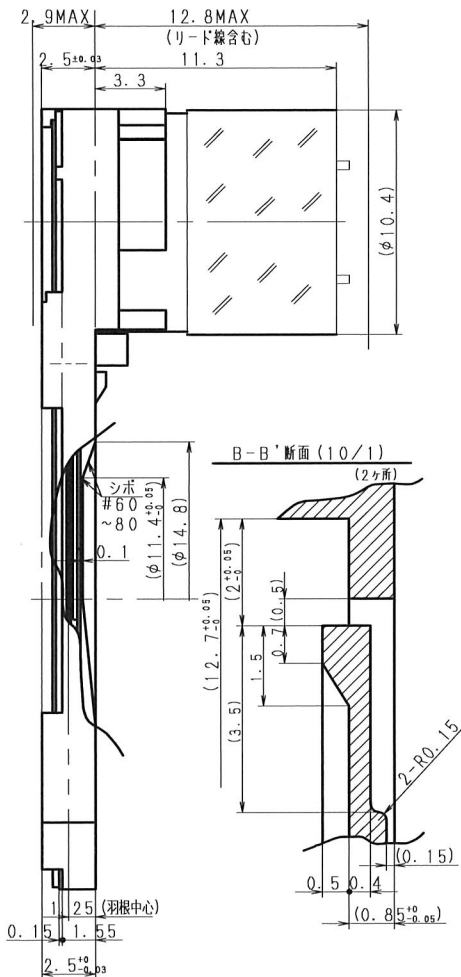 2.9MAX
12.8MAX
(リード線含む)
2.5±0.03
11.3
3.3
(φ10.4)
B-B'断面(10/1)
(2ヶ所)
シボ
#60
~80
0.1
(φ11.4+0.05 -0)
(φ14.8)
(12.7+0.05 -0)
(2+0.05 -0)
(0.5)
0.7
1.5
(3.5)
2-R0.15
(0.15)
0.5
0.4
(0.85+0 -0.05)
1.25
(羽根中心)
0.15
1.55
2.5+0 -0.03